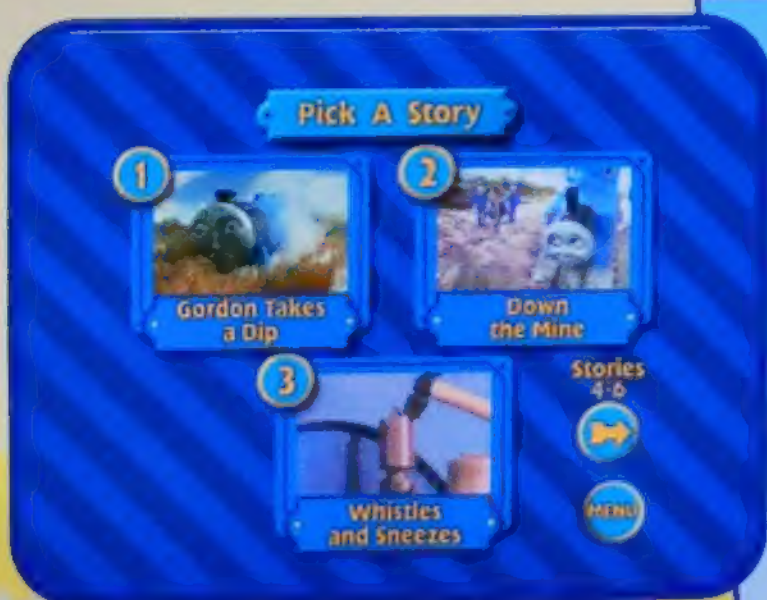 Pick A Story
1
2
Gordon Takes
a Dip
Down
the Mine
3
Stories
4-6
Whistles
and Sneezes
MENU